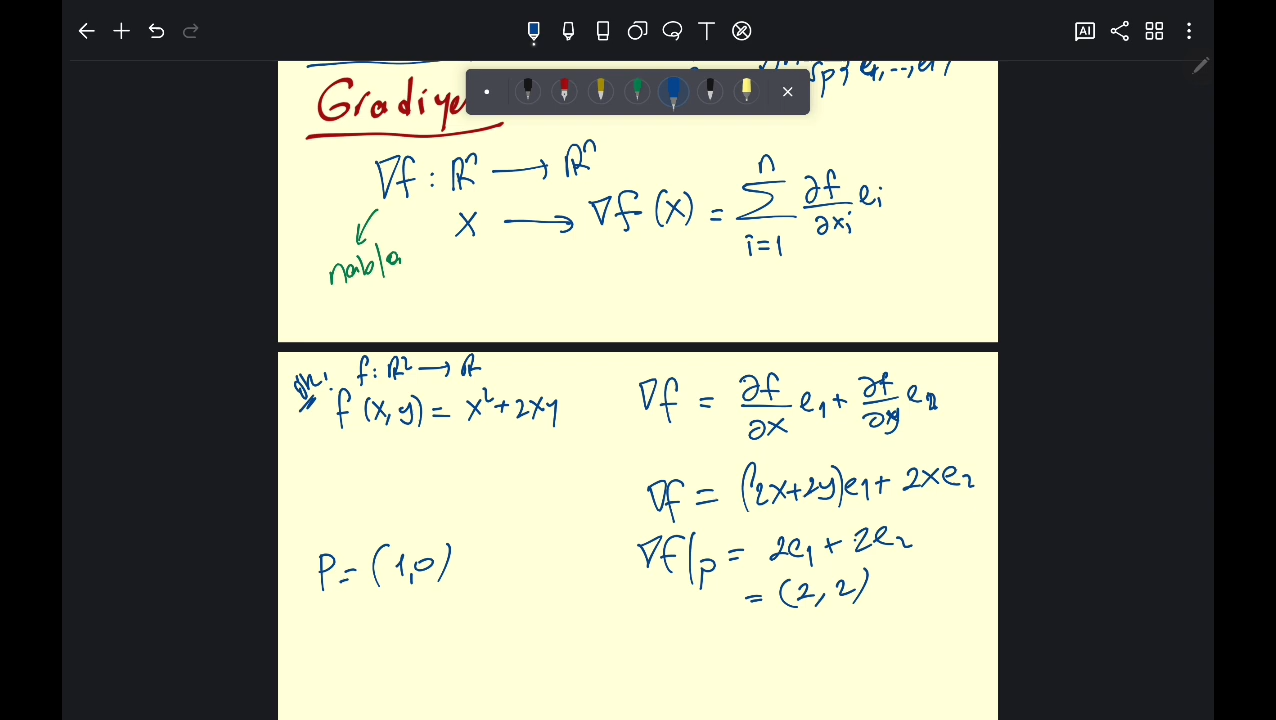 T
AI
Gradiye
∇f : ℝⁿ → ℝⁿ
x → ∇f (x) = ∑_{i=1}^{n} ∂f/∂xᵢ eᵢ
nabla
f : ℝ² → ℝ
f (x, y) = x² + 2xy
∇f = ∂f/∂x e₁ + ∂f/∂y e₂
∇f = (2x+2y)e₁ + 2xe₂
P = (1,0)
∇f|p = 2e₁ + 2e₂
= (2, 2)